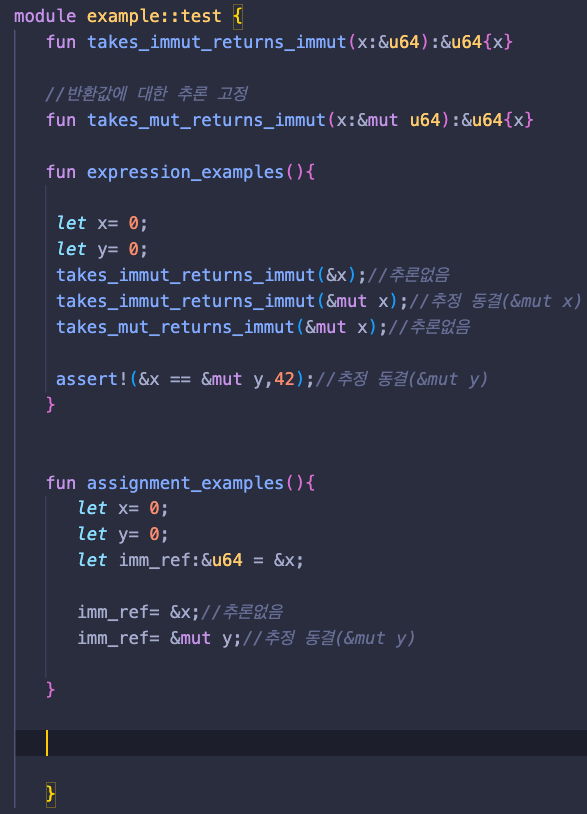 module example::test {
fun takes_immut_returns_immut(x:&u64):&u64{x}
//반환값에 대한 추론 고정
fun takes_mut_returns_immut(x:&mut u64):&u64{x}
fun expression_examples(){
let x= 0;
let y= 0;
takes_immut_returns_immut(&x);//추론없음
takes_immut_returns_immut(&mut x);//추정 동결(&mut x)
takes_mut_returns_immut(&mut x);//추론없음
assert!(&x == &mut y,42);//추정 동결(&mut y)
}
fun assignment_examples(){
let x= 0;
let y= 0;
let imm_ref:&u64 = &x;
imm_ref= &x;//추론없음
imm_ref= &mut y;//추정 동결(&mut y)
}
}